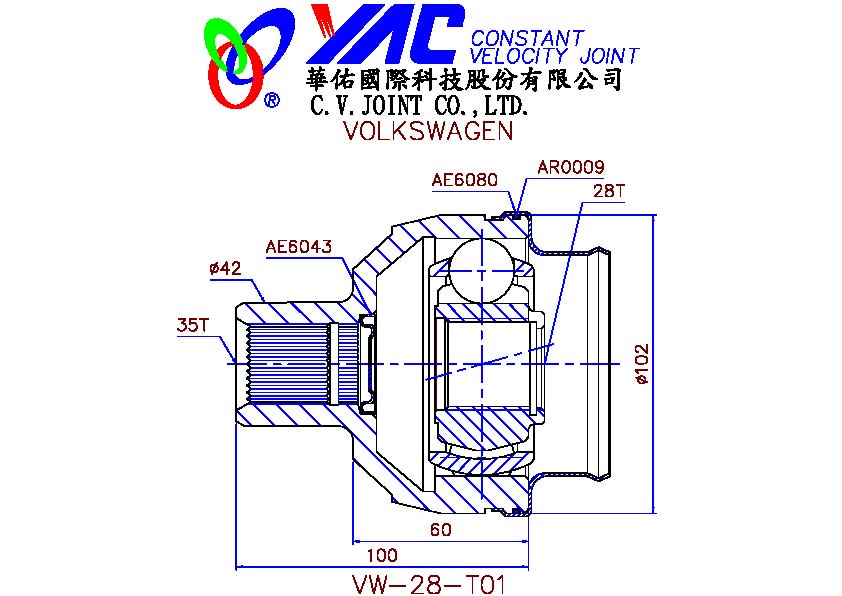 YAC CONSTANT
VELOCITY JOINT
®
華佑國際科技股份有限公司
C.V.JOINT CO.,LTD.
VOLKSWAGEN
AR0009
AE6080
28T
AE6043
ø42
35T
ø102
60
100
VW-28-T01